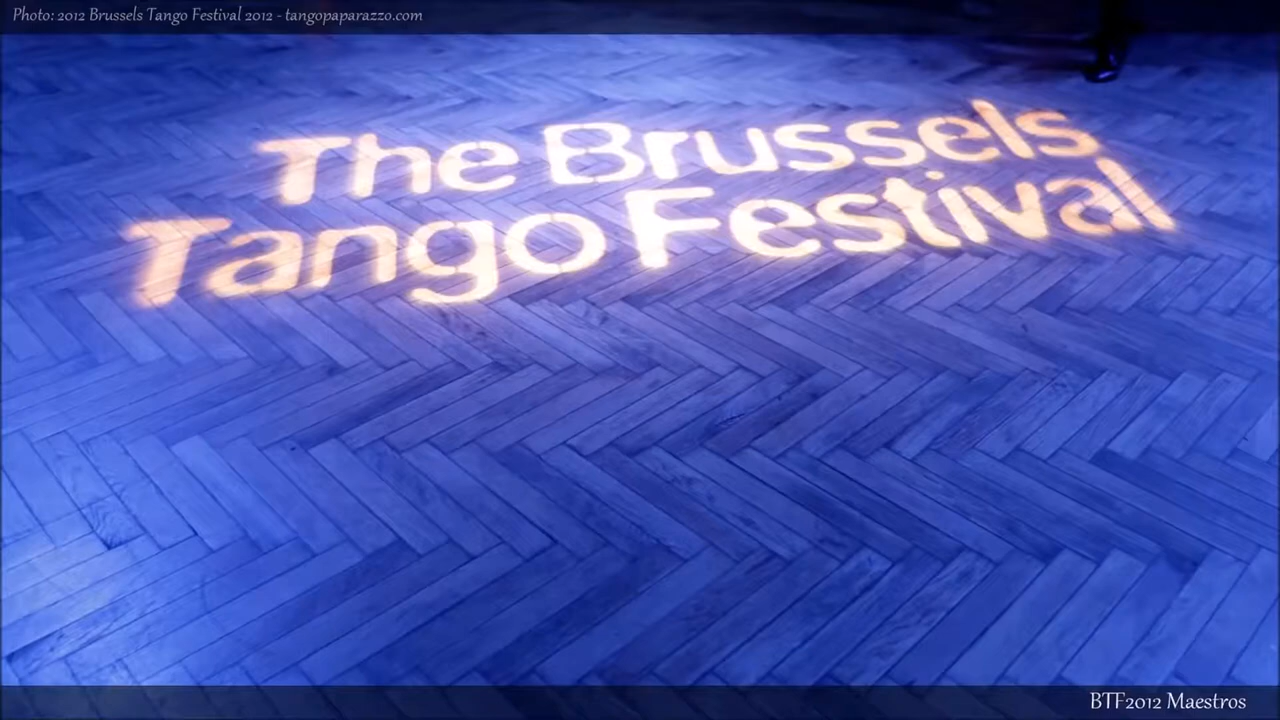 Photo: 2012 Brussels Tango Festival 2012 - tangopaparazzo.com
The Brussels
Tango Festival
BTF2012 Maestros